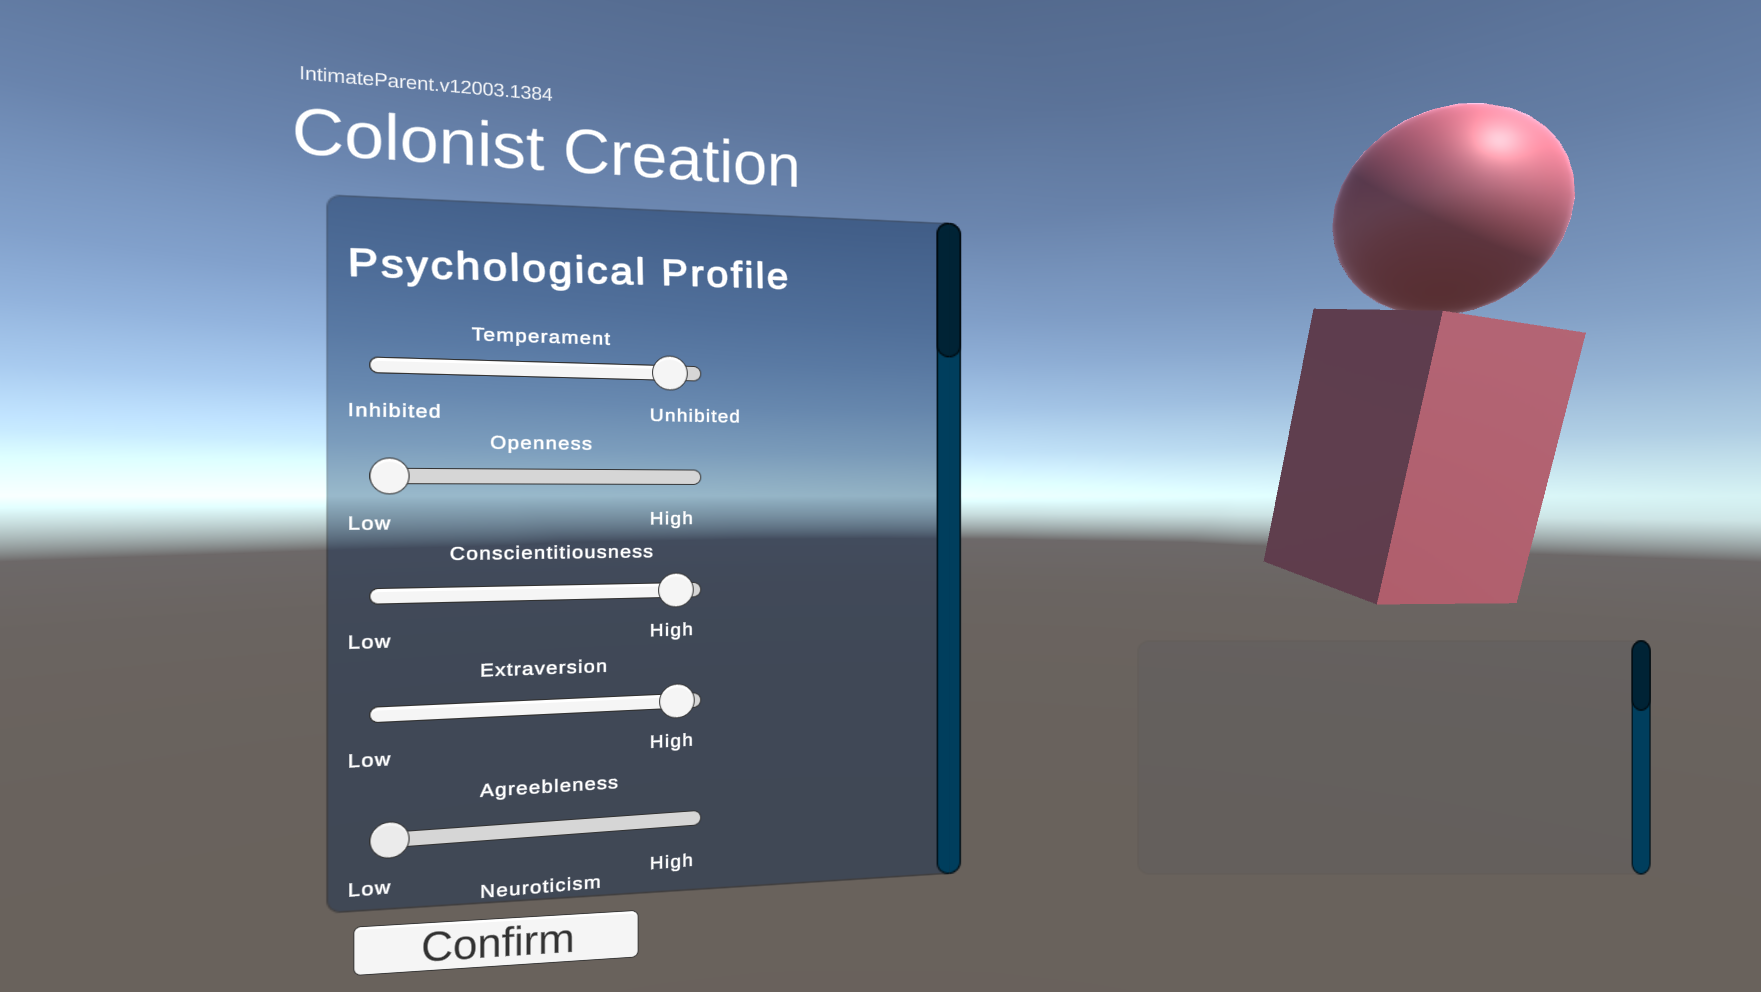 IntimateParent.v12003.1384
Colonist Creation
Psychological Profile
Temperament
Inhibited Unhibited
Openness
Low High
Conscientitiousness
Low High
Extraversion
Low High
Agreebleness
Low High
Neuroticism
Confirm